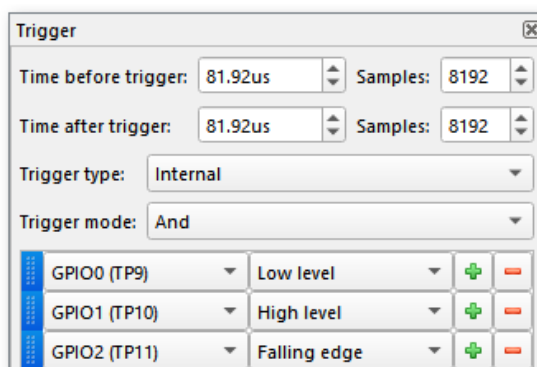 Trigger
Time before trigger: 81.92us Samples: 8192
Time after trigger: 81.92us Samples: 8192
Trigger type: Internal
Trigger mode: And
GPIO0 (TP9) Low level
GPIO1 (TP10) High level
GPIO2 (TP11) Falling edge